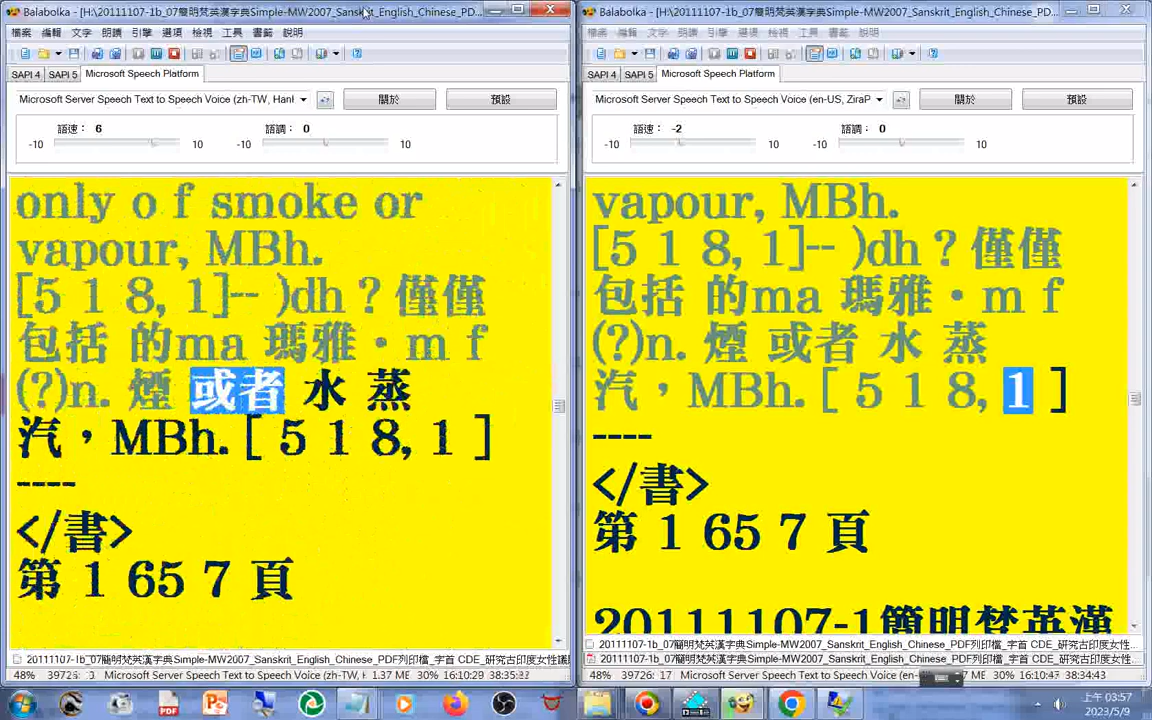 Balabolka - [H:\20111107-1b_07簡明梵英漢字典Simple-MW2007_Sanskrit_English_Chinese_PD...
檔案 編輯 文字 朗讀 引擎 選項 檢視 工具 書籤 說明
SAPI 4 SAPI 5 Microsoft Speech Platform
Microsoft Server Speech Text to Speech Voice (zh-TW, Hanl
關於
預設
語速： 6
語調： 0
-10 10 -10 10
only o f smoke or
vapour, MBh.
[5 1 8, 1]-- )dh？僅僅
包括 的ma 瑪雅・m f
(?)n. 煙 或者 水 蒸
汽，MBh. [ 5 1 8, 1 ]
----
</書>
第 1 65 7 頁
20111107-1b_07簡明梵英漢字典Simple-MW2007_Sanskrit_English_Chinese_PDF列印檔_字首 CDE_研究古印度女性議
48% 39726: Microsoft Server Speech Text to Speech Voice (zh-TW, H 1.37 ME 30% 16:10:29 38:35:22
Balabolka - [H:\20111107-1b_07簡明梵英漢字典Simple-MW2007_Sanskrit_English_Chinese_PD...
檔案 編輯 文字 朗讀 引擎 選項 檢視 工具 書籤 說明
SAPI 4 SAPI 5 Microsoft Speech Platform
Microsoft Server Speech Text to Speech Voice (en-US, ZiraP
關於
預設
語速： -2
語調： 0
-10 10 -10 10
vapour, MBh.
[5 1 8, 1]-- )dh？僅僅
包括 的ma 瑪雅・m f
(?)n. 煙 或者 水 蒸
汽，MBh. [ 5 1 8, 1 ]
----
</書>
第 1 65 7 頁
20111107-1簡明梵英漢
20111107-1b_07簡明梵英漢字典Simple-MW2007_Sanskrit_English_Chinese_PDF列印檔_字首 CDE_研究古印度女性...
20111107-1b_07簡明梵英漢字典Simple-MW2007_Sanskrit_English_Chinese_PDF列印檔_字首 CDE_研究古印度女性...
48% 39726: Microsoft Server Speech Text to Speech Voice ME 30% 16:10:47 38:34:43
上午 03:57
2023/5/9